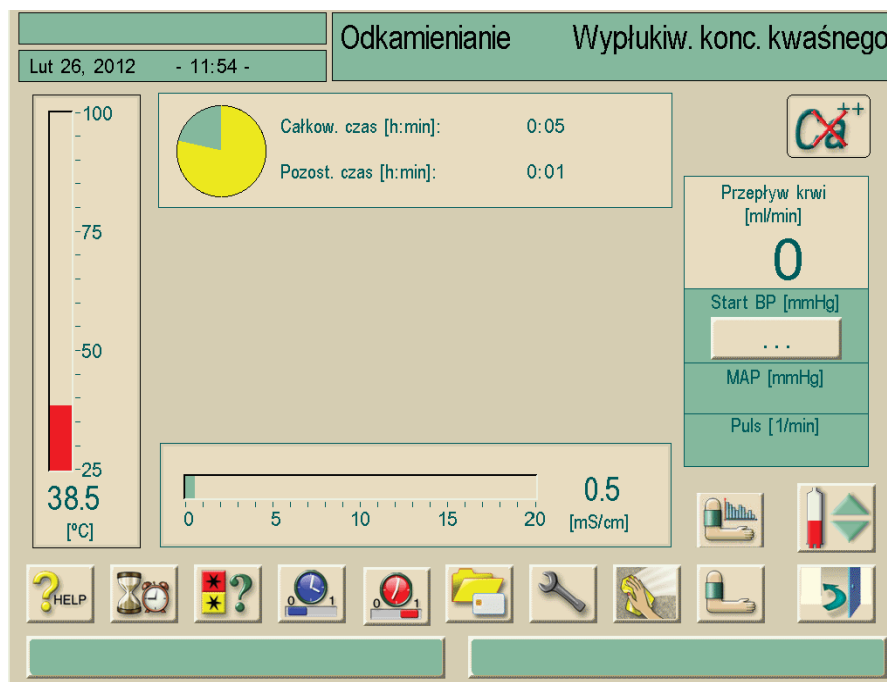 Odkamienianie Wypłukiw. konc. kwaśnego
Lut 26, 2012 - 11:54 -
100
75
50
25
38.5
[ºC]
Całkow. czas [h:min]: 0:05
Pozost. czas [h:min]: 0:01
Ca++
Przepływ krwi
[ml/min]
0
Start BP [mmHg]
...
MAP [mmHg]
Puls [1/min]
0 5 10 15 20
0.5
[mS/cm]
? HELP
* * ?
0 1
0 1